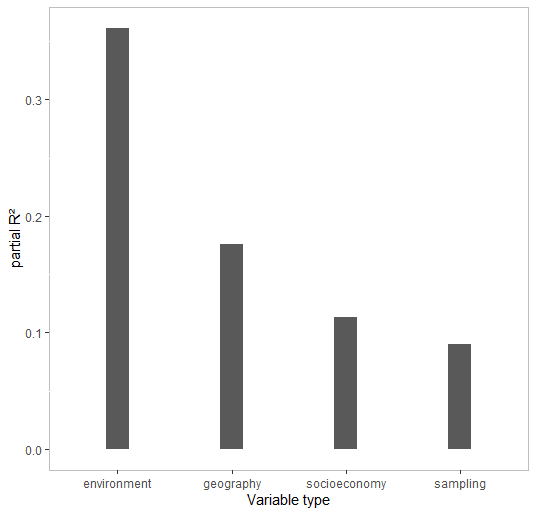 partial R²
0.3
0.2
0.1
0.0
environment geography socioeconomy sampling
Variable type